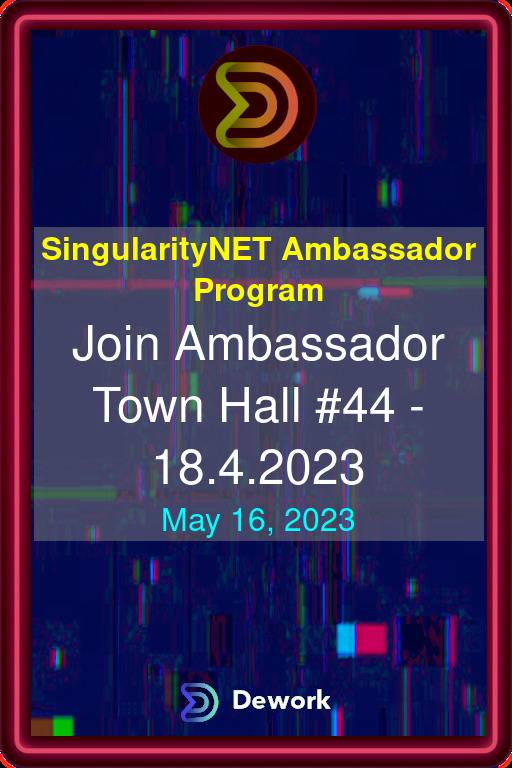 SingularityNET Ambassador
Program
Join Ambassador
Town Hall #44 -
18.4.2023
May 16, 2023
Dework